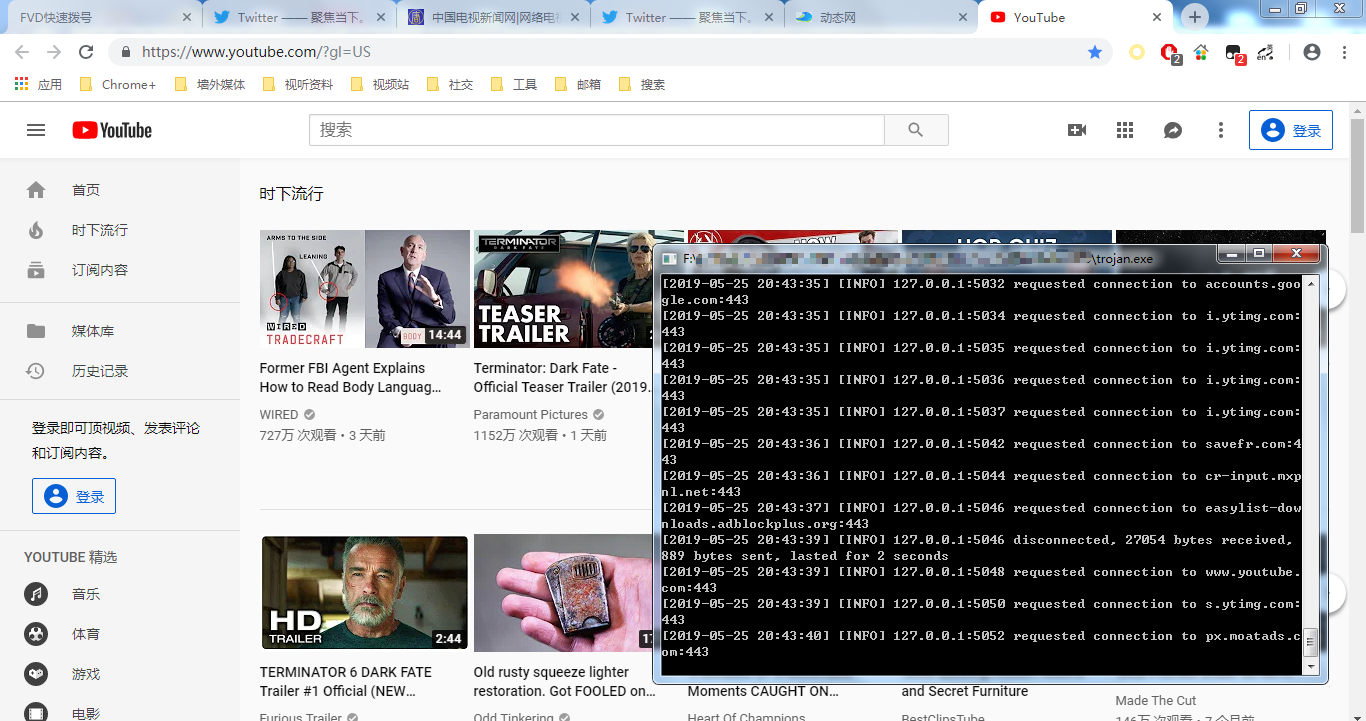 FVD快速拨号
Twitter —— 聚焦当下。
中国电视新闻网|网络电视
Twitter —— 聚焦当下。
动态网
YouTube
https://www.youtube.com/?gl=US
2
2
en
应用
Chrome+
墙外媒体
视听资料
视频站
社交
工具
邮箱
搜索
YouTube
搜索
登录
首页
时下流行
订阅内容
媒体库
历史记录
登录即可顶视频、发表评论
和订阅内容。
登录
YOUTUBE 精选
音乐
体育
游戏
电影
时下流行
ARMS TO THE SIDE
LEANING
WIRED
TRADECRAFT
BODY
14:44
Former FBI Agent Explains
How to Read Body Languag...
WIRED
727万 次观看 • 3 天前
TERMINATOR
DARK FATE
TEASER
TRAILER
Terminator: Dark Fate -
Official Teaser Trailer (2019...
Paramount Pictures
1152万 次观看 • 1 天前
HD
TRAILER
2:44
TERMINATOR 6 DARK FATE
Trailer #1 Official (NEW...
Furious Trailer
17
Old rusty squeeze lighter
restoration. Got FOOLED on...
Odd Tinkering
Moments CAUGHT ON...
Heart Of Champions
and Secret Furniture
BestClipsTube
Made The Cut
146万 次观看 • 7 个月前
F:\
\trojan.exe
[2019-05-25 20:43:35] [INFO] 127.0.0.1:5032 requested connection to accounts.goo
gle.com:443
[2019-05-25 20:43:35] [INFO] 127.0.0.1:5034 requested connection to i.ytimg.com:
443
[2019-05-25 20:43:35] [INFO] 127.0.0.1:5035 requested connection to i.ytimg.com:
443
[2019-05-25 20:43:35] [INFO] 127.0.0.1:5036 requested connection to i.ytimg.com:
443
[2019-05-25 20:43:35] [INFO] 127.0.0.1:5037 requested connection to i.ytimg.com:
443
[2019-05-25 20:43:36] [INFO] 127.0.0.1:5042 requested connection to savefr.com:4
43
[2019-05-25 20:43:36] [INFO] 127.0.0.1:5044 requested connection to cr-input.mxp
nl.net:443
[2019-05-25 20:43:37] [INFO] 127.0.0.1:5046 requested connection to easylist-dow
nloads.adblockplus.org:443
[2019-05-25 20:43:39] [INFO] 127.0.0.1:5046 disconnected, 27054 bytes received,
889 bytes sent, lasted for 2 seconds
[2019-05-25 20:43:39] [INFO] 127.0.0.1:5048 requested connection to www.youtube.
com:443
[2019-05-25 20:43:39] [INFO] 127.0.0.1:5050 requested connection to s.ytimg.com:
443
[2019-05-25 20:43:40] [INFO] 127.0.0.1:5052 requested connection to px.moatads.c
om:443